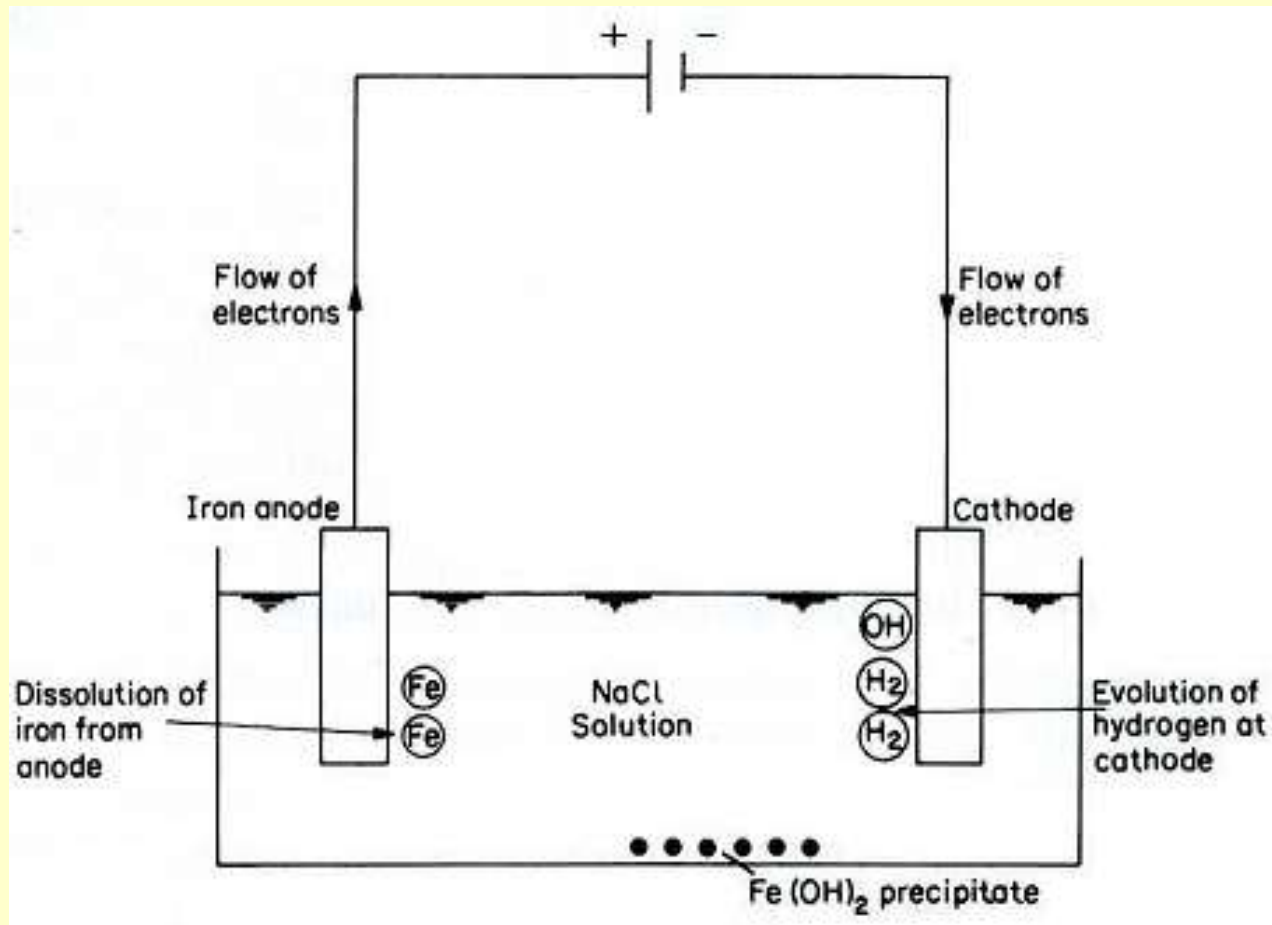 + −
Flow of
electrons
Flow of
electrons
Iron anode
Cathode
OH
Fe
H₂
Fe
H₂
NaCl
Solution
Dissolution of
iron from
anode
Evolution of
hydrogen at
cathode
Fe (OH)₂ precipitate